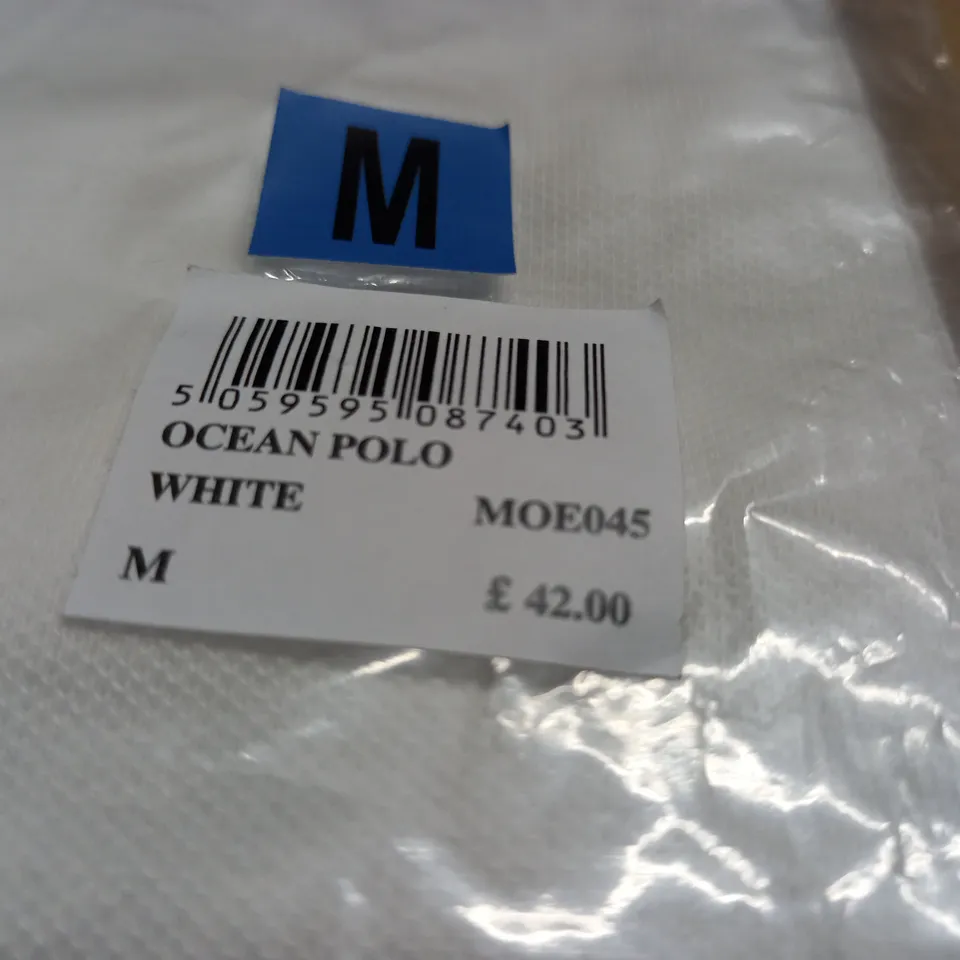 M
5 059595 087403
OCEAN POLO
WHITE MOE045
M £ 42.00